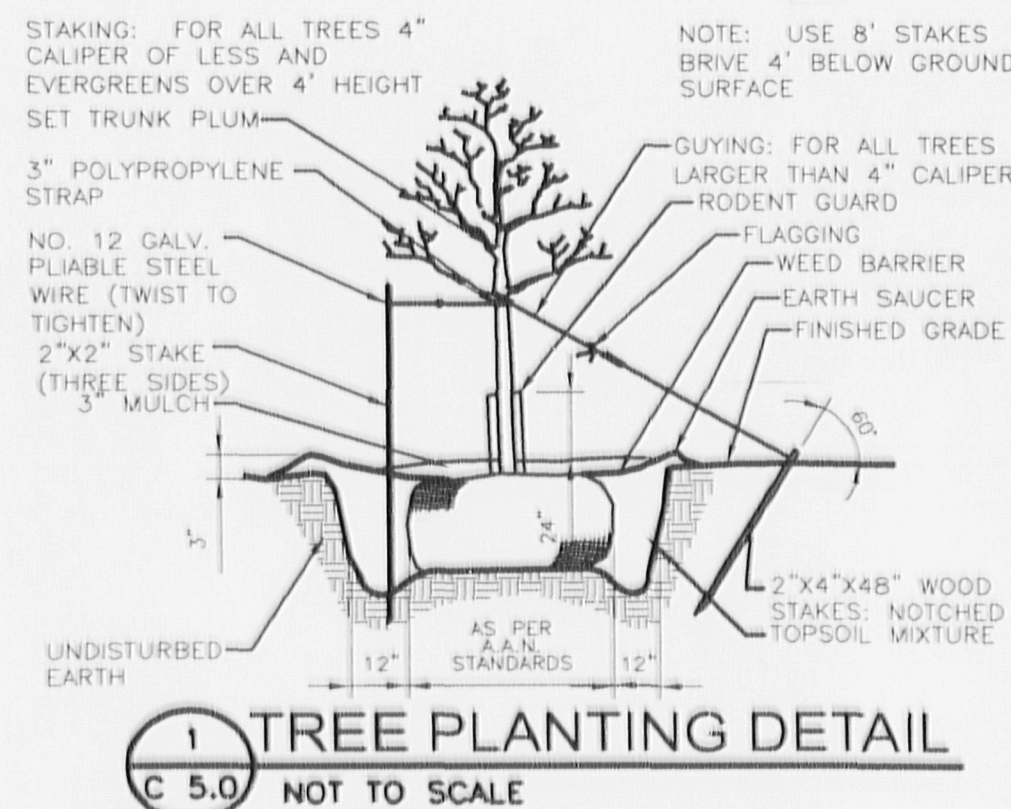 STAKING: FOR ALL TREES 4"
CALIPER OF LESS AND
EVERGREENS OVER 4' HEIGHT
SET TRUNK PLUM
3" POLYPROPYLENE
STRAP
NO. 12 GALV.
PLIABLE STEEL
WIRE (TWIST TO
TIGHTEN)
2"X2" STAKE
(THREE SIDES)
3" MULCH
3"
UNDISTURBED
EARTH
NOTE: USE 8' STAKES
BRIVE 4' BELOW GROUND
SURFACE
GUYING: FOR ALL TREES
LARGER THAN 4" CALIPER
RODENT GUARD
FLAGGING
WEED BARRIER
EARTH SAUCER
FINISHED GRADE
60°
24"
2"X4"X48" WOOD
STAKES: NOTCHED
TOPSOIL MIXTURE
12"
AS PER
A.A.N.
STANDARDS
12"
1
C 5.0
TREE PLANTING DETAIL
NOT TO SCALE